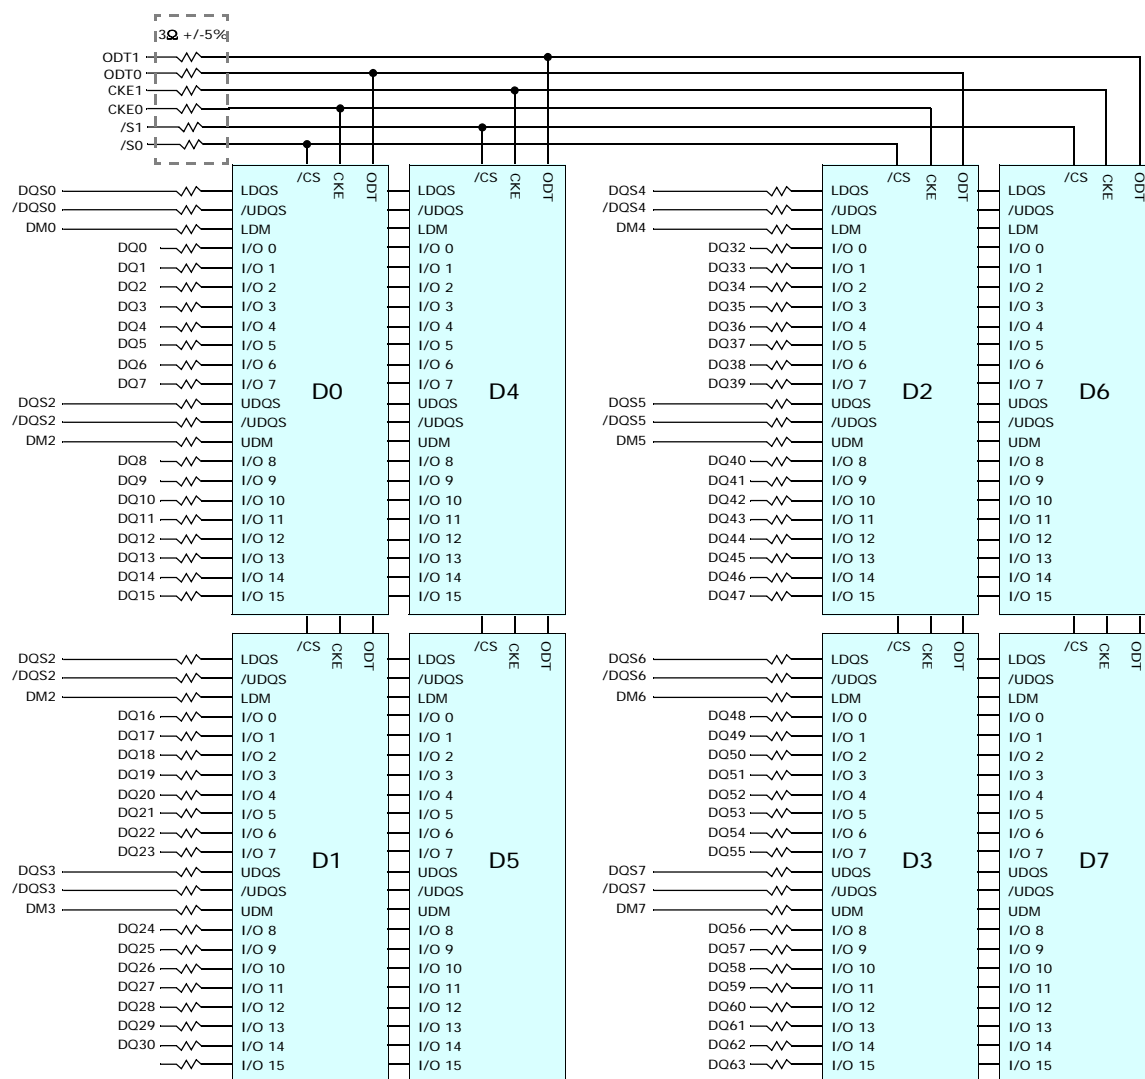 3Ω +/-5%
ODT1
ODT0
CKE1
CKE0
/S1
/S0
DQS0 LDQS /CS CKE ODT LDQS /CS CKE ODT DQS4 LDQS /CS CKE ODT LDQS /CS CKE ODT
/DQS0 /UDQS /UDQS /DQS4 /UDQS /UDQS
DM0 LDM LDM DM4 LDM LDM
DQ0 I/O 0 I/O 0 DQ32 I/O 0 I/O 0
DQ1 I/O 1 I/O 1 DQ33 I/O 1 I/O 1
DQ2 I/O 2 I/O 2 DQ34 I/O 2 I/O 2
DQ3 I/O 3 I/O 3 DQ35 I/O 3 I/O 3
DQ4 I/O 4 I/O 4 DQ36 I/O 4 I/O 4
DQ5 I/O 5 I/O 5 DQ37 I/O 5 I/O 5
DQ6 I/O 6 I/O 6 DQ38 I/O 6 I/O 6
DQ7 I/O 7 D0 I/O 7 D4 DQ39 I/O 7 D2 I/O 7 D6
DQS2 UDQS UDQS DQS5 UDQS UDQS
/DQS2 /UDQS /UDQS /DQS5 /UDQS /UDQS
DM2 UDM UDM DM5 UDM UDM
DQ8 I/O 8 I/O 8 DQ40 I/O 8 I/O 8
DQ9 I/O 9 I/O 9 DQ41 I/O 9 I/O 9
DQ10 I/O 10 I/O 10 DQ42 I/O 10 I/O 10
DQ11 I/O 11 I/O 11 DQ43 I/O 11 I/O 11
DQ12 I/O 12 I/O 12 DQ44 I/O 12 I/O 12
DQ13 I/O 13 I/O 13 DQ45 I/O 13 I/O 13
DQ14 I/O 14 I/O 14 DQ46 I/O 14 I/O 14
DQ15 I/O 15 I/O 15 DQ47 I/O 15 I/O 15
DQS2 LDQS /CS CKE ODT LDQS /CS CKE ODT DQS6 LDQS /CS CKE ODT LDQS /CS CKE ODT
/DQS2 /UDQS /UDQS /DQS6 /UDQS /UDQS
DM2 LDM LDM DM6 LDM LDM
DQ16 I/O 0 I/O 0 DQ48 I/O 0 I/O 0
DQ17 I/O 1 I/O 1 DQ49 I/O 1 I/O 1
DQ18 I/O 2 I/O 2 DQ50 I/O 2 I/O 2
DQ19 I/O 3 I/O 3 DQ51 I/O 3 I/O 3
DQ20 I/O 4 I/O 4 DQ52 I/O 4 I/O 4
DQ21 I/O 5 I/O 5 DQ53 I/O 5 I/O 5
DQ22 I/O 6 I/O 6 DQ54 I/O 6 I/O 6
DQ23 I/O 7 D1 I/O 7 D5 DQ55 I/O 7 D3 I/O 7 D7
DQS3 UDQS UDQS DQS7 UDQS UDQS
/DQS3 /UDQS /UDQS /DQS7 /UDQS /UDQS
DM3 UDM UDM DM7 UDM UDM
DQ24 I/O 8 I/O 8 DQ56 I/O 8 I/O 8
DQ25 I/O 9 I/O 9 DQ57 I/O 9 I/O 9
DQ26 I/O 10 I/O 10 DQ58 I/O 10 I/O 10
DQ27 I/O 11 I/O 11 DQ59 I/O 11 I/O 11
DQ28 I/O 12 I/O 12 DQ60 I/O 12 I/O 12
DQ29 I/O 13 I/O 13 DQ61 I/O 13 I/O 13
DQ30 I/O 14 I/O 14 DQ62 I/O 14 I/O 14
I/O 15 I/O 15 DQ63 I/O 15 I/O 15